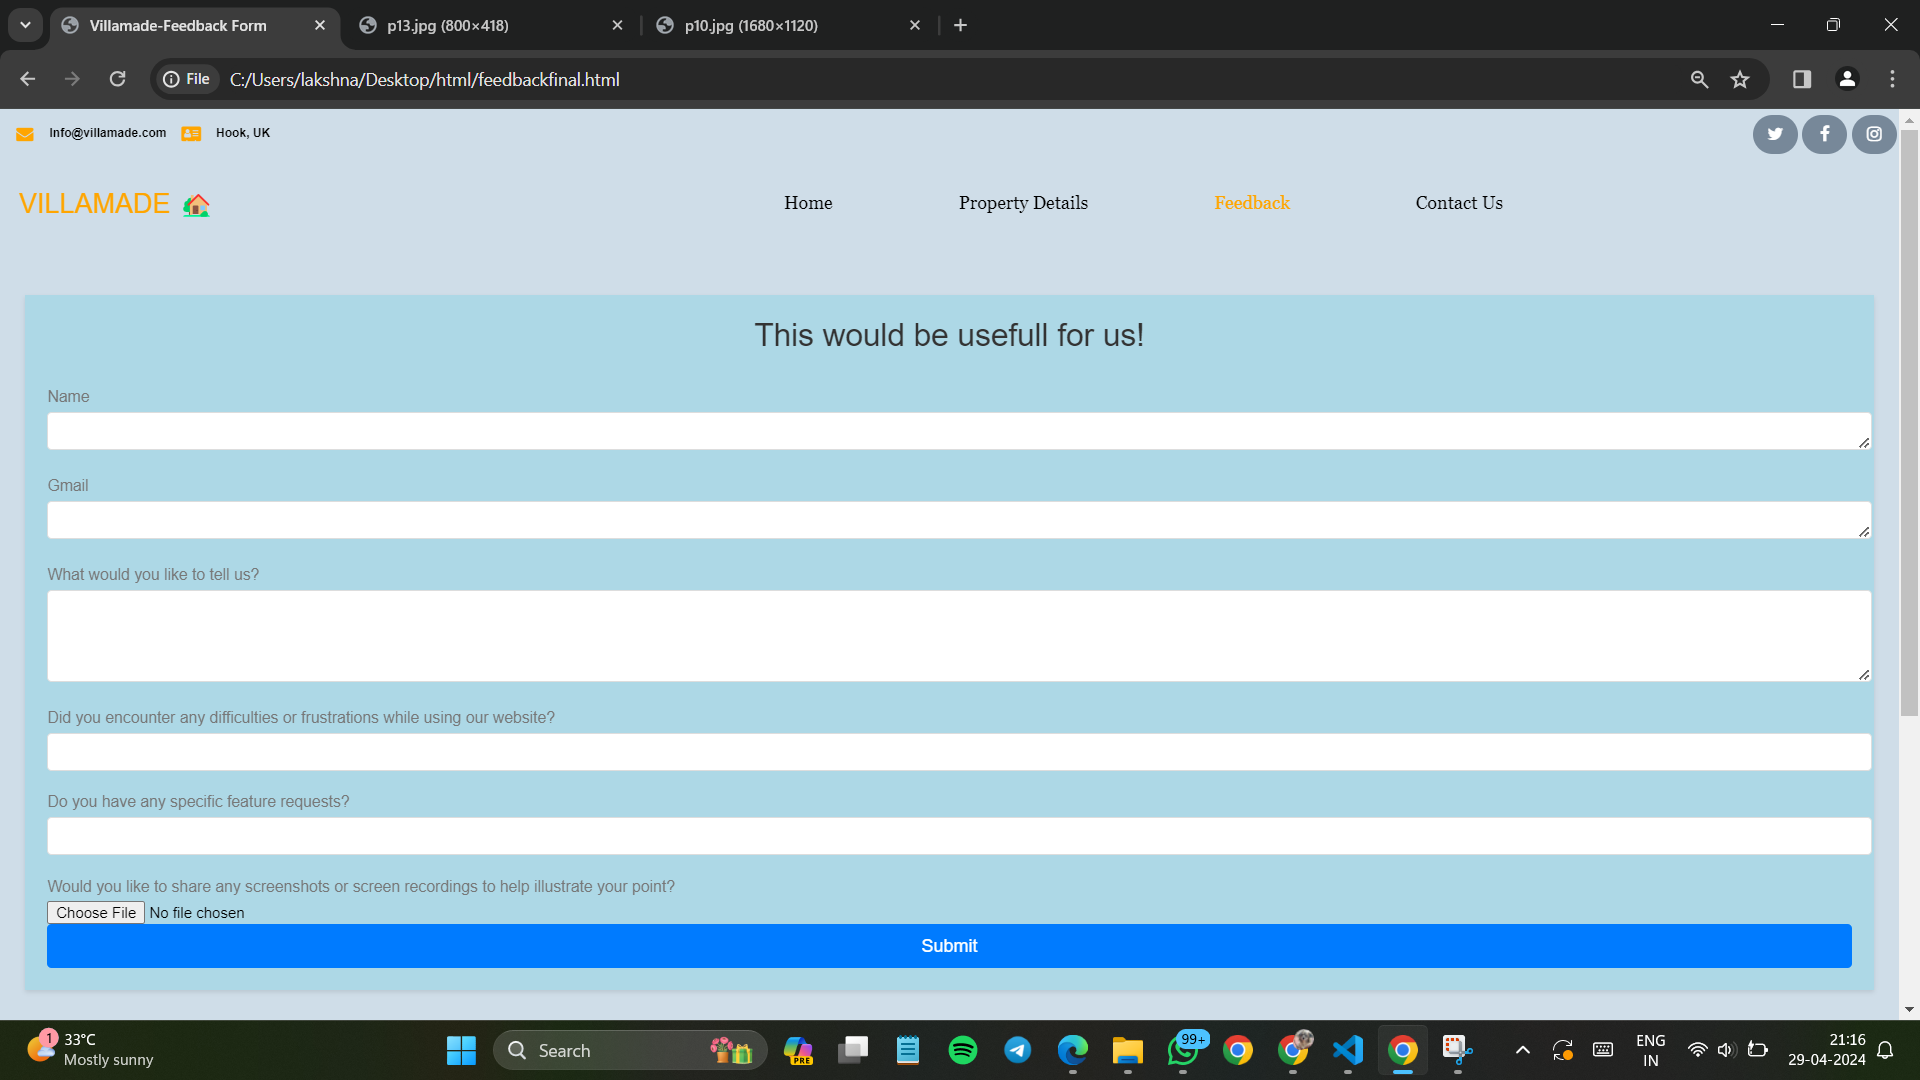 Villamade-Feedback Form
p13.jpg (800×418)
p10.jpg (1680×1120)
File
C:/Users/lakshna/Desktop/html/feedbackfinal.html
Info@villamade.com
Hook, UK
VILLAMADE
Home
Property Details
Feedback
Contact Us
This would be usefull for us!
Name
Gmail
What would you like to tell us?
Did you encounter any difficulties or frustrations while using our website?
Do you have any specific feature requests?
Would you like to share any screenshots or screen recordings to help illustrate your point?
Choose File No file chosen
Submit
1
33°C
Mostly sunny
Search
PRE
99+
ENG
IN
21:16
29-04-2024